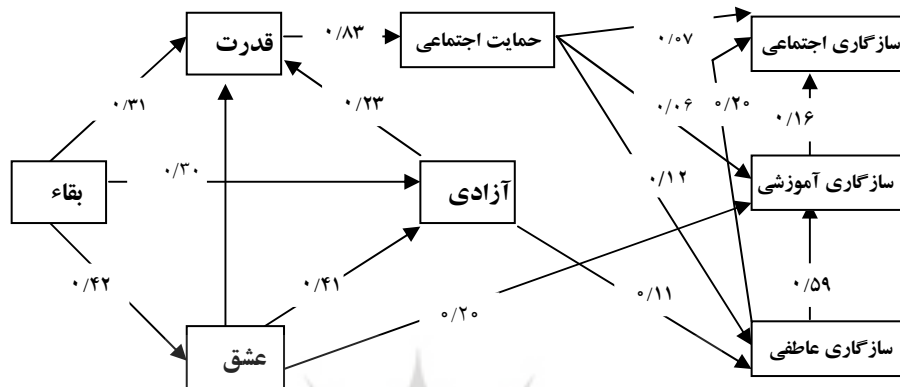 قدرت
۰/۸۳
حمایت اجتماعی
۰/۰۷
سازگاری اجتماعی
۰/۳۱
۰/۲۳
۰/۰۶
۰/۲۰
۰/۱۶
بقاء
۰/۳۰
آزادی
۰/۱۲
سازگاری آموزشی
۰/۴۲
۰/۴۱
۰/۲۰
۰/۱۱
۰/۵۹
عشق
سازگاری عاطفی